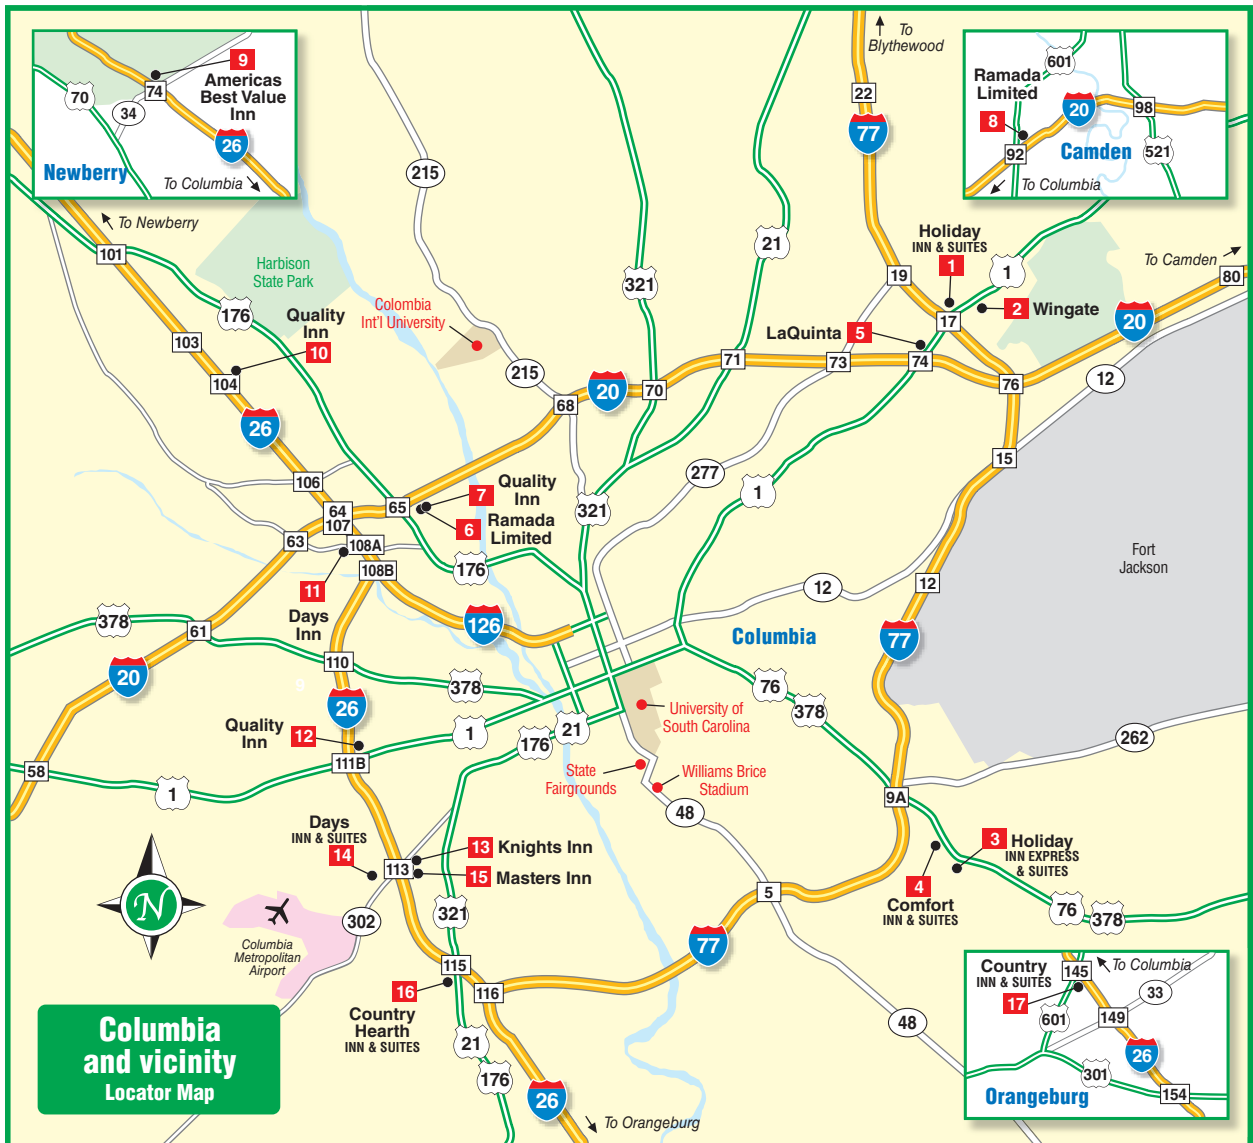 9
Americas
Best Value
Inn
74
70
34
26
Newberry
To Columbia
To Newberry
To
Blythewood
22
77
601
Ramada
Limited
20
98
8
92
Camden
521
To Columbia
215
21
321
Holiday
INN & SUITES
1
1
To Camden
80
19
2 Wingate
17
20
LaQuinta 5
101
Harbison
State Park
176
Quality
Inn
10
103
104
26
Colombia
Int'l University
215
68
20
70
71
73
74
76
12
15
277
1
106
64
107
65
7 Quality
Inn
6 Ramada
Limited
321
63
108A
108B
11
Days
Inn
176
12
12
Fort
Jackson
378
61
126
Columbia
77
20
110
9
378
26
76
378
University of
South Carolina
Quality
Inn
12
1
176
21
262
111B
58
1
State
Fairgrounds
Williams Brice
Stadium
48
9A
Days
INN & SUITES
14
113
13 Knights Inn
15 Masters Inn
3 Holiday
INN EXPRESS
& SUITES
4
Comfort
INN & SUITES
5
76
378
N
302
321
Columbia
Metropolitan
Airport
77
115
116
16
Country
Hearth
INN & SUITES
21
176
26
To Orangeburg
48
Country
INN & SUITES
17
145
To Columbia
33
601
149
26
301
Orangeburg
154
Columbia
and vicinity
Locator Map